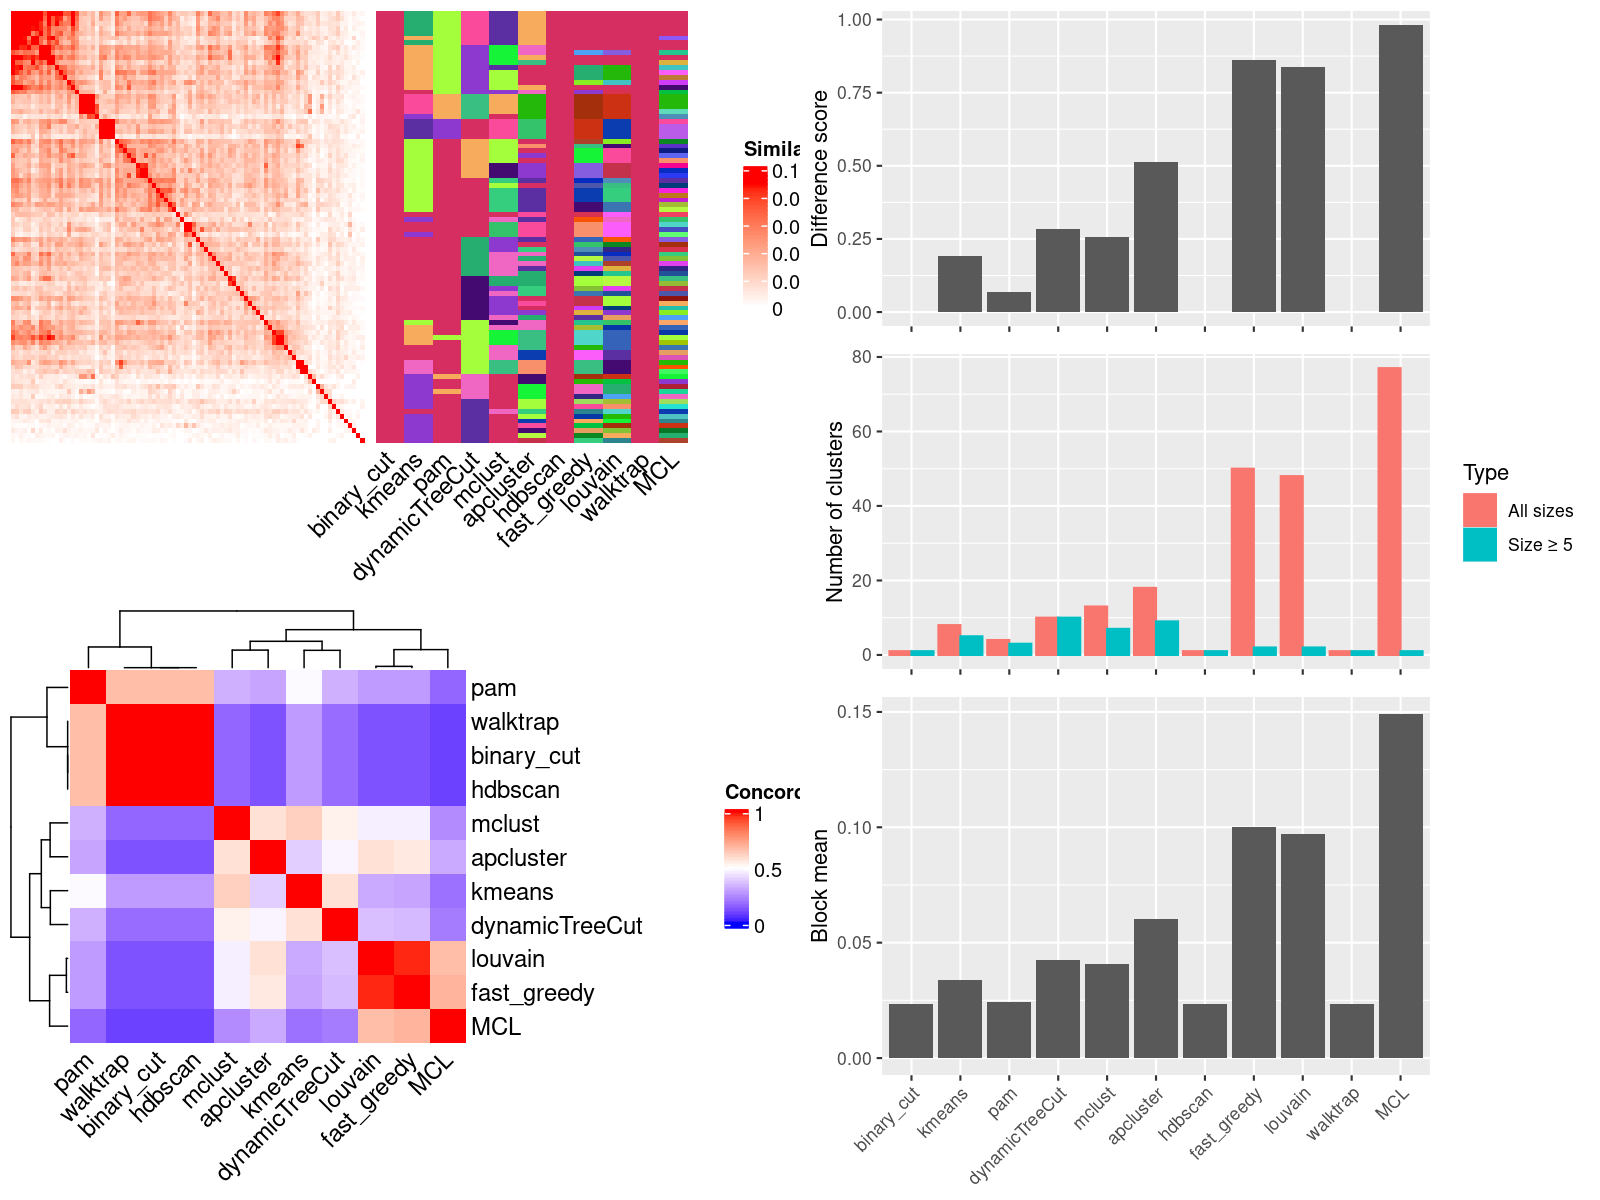 Simila
0.1
0.0
0.0
0.0
0.0
0
binary_cut
kmeans
pam
dynamicTreeCut
mclust
apcluster
hdbscan
fast_greedy
louvain
walktrap
MCL
pam
walktrap
binary_cut
hdbscan
mclust
apcluster
kmeans
dynamicTreeCut
louvain
fast_greedy
MCL
Concord
1
0.5
0
pam
walktrap
binary_cut
hdbscan
mclust
apcluster
kmeans
dynamicTreeCut
louvain
fast_greedy
MCL
Difference score
1.00
0.75
0.50
0.25
0.00
Number of clusters
80
60
40
20
0
Type
All sizes
Size ≥ 5
Block mean
0.15
0.10
0.05
0.00
binary_cut
kmeans
pam
dynamicTreeCut
mclust
apcluster
hdbscan
fast_greedy
louvain
walktrap
MCL